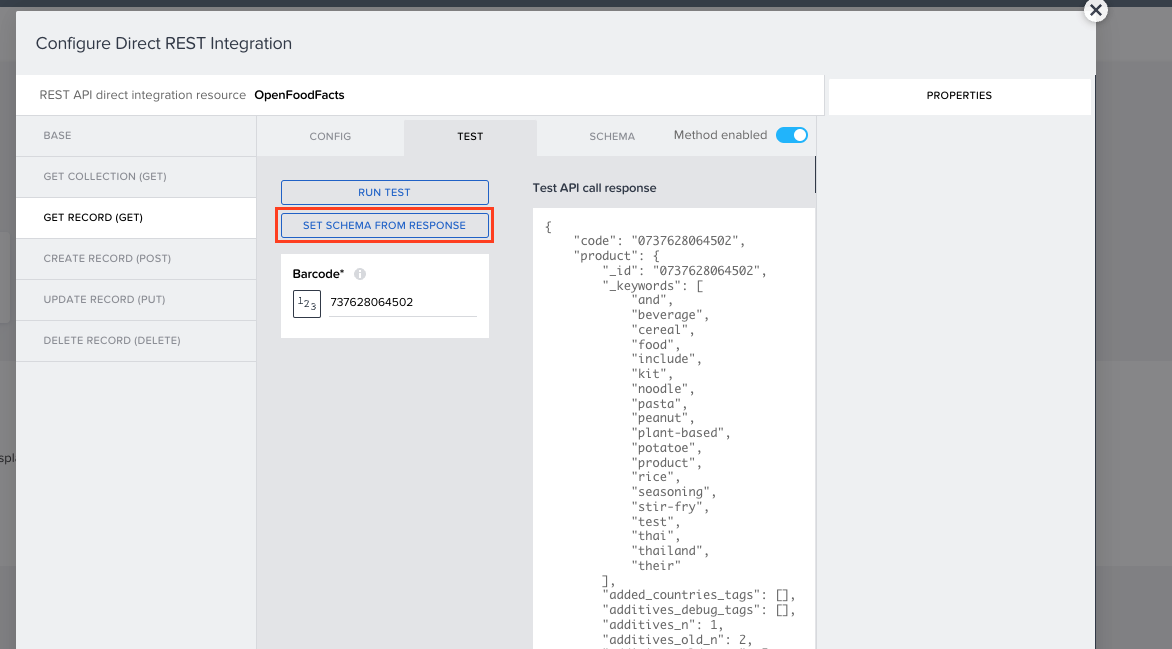 Configure Direct REST Integration
REST API direct integration resource OpenFoodFacts
PROPERTIES
BASE
GET COLLECTION (GET)
GET RECORD (GET)
CREATE RECORD (POST)
UPDATE RECORD (PUT)
DELETE RECORD (DELETE)
CONFIG
TEST
SCHEMA
Method enabled
RUN TEST
SET SCHEMA FROM RESPONSE
Barcode*
123
737628064502
Test API call response
{
"code": "0737628064502",
"product": {
"_id": "0737628064502",
"_keywords": [
"and",
"beverage",
"cereal",
"food",
"include",
"kit",
"noodle",
"pasta",
"peanut",
"plant-based",
"potatoe",
"product",
"rice",
"seasoning",
"stir-fry",
"test",
"thai",
"thailand",
"their"
],
"added_countries_tags": [],
"additives_debug_tags": [],
"additives_n": 1,
"additives_old_n": 2,